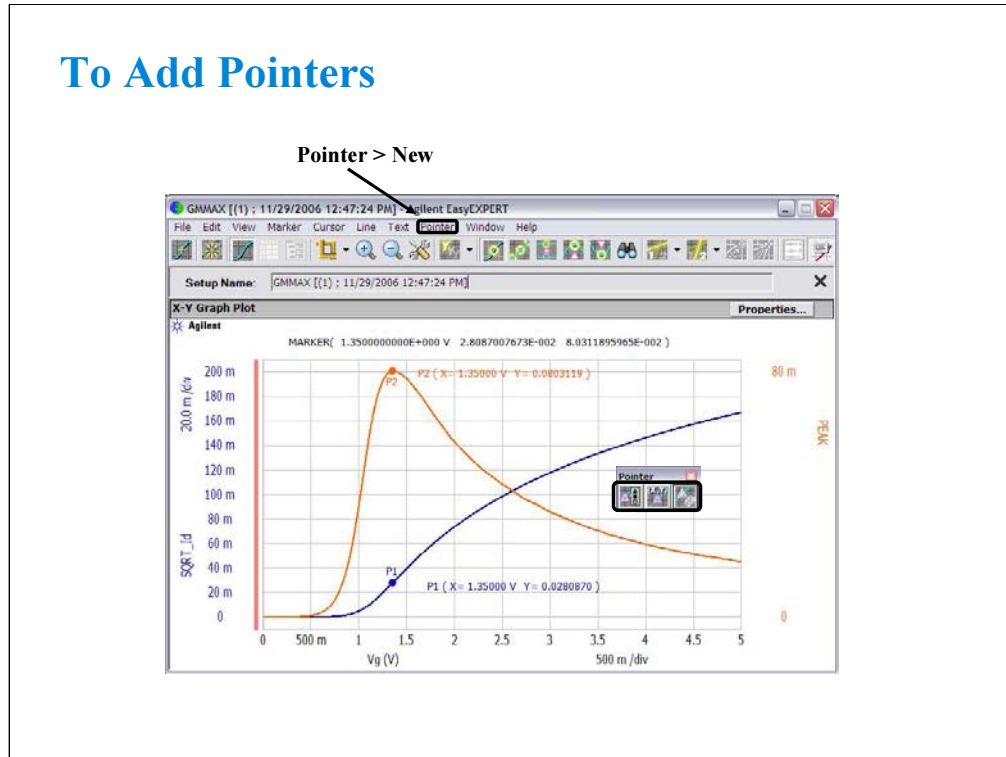 To Add Pointers
Pointer > New
GMMAX [(1) ; 11/29/2006 12:47:24 PM] - Agilent EasyEXPERT
File Edit View Marker Cursor Line Text Pointer Window Help
Setup Name: GMMAX [(1) ; 11/29/2006 12:47:24 PM]
X-Y Graph Plot Properties...
Agilent
MARKER( 1.3500000000E+000 V 2.8087007673E-002 8.0311895965E-002 )
200 m
180 m
160 m
140 m
120 m
100 m
80 m
60 m
40 m
20 m
0
20.0 m /div
SQRT_Id
P2
P2 ( X= 1.35000 V Y= 0.0803119 )
Pointer
P1
P1 ( X= 1.35000 V Y= 0.0280870 )
80 m
PEAK
0
0 500 m 1 1.5 2 2.5 3 3.5 4 4.5 5
Vg (V) 500 m /div